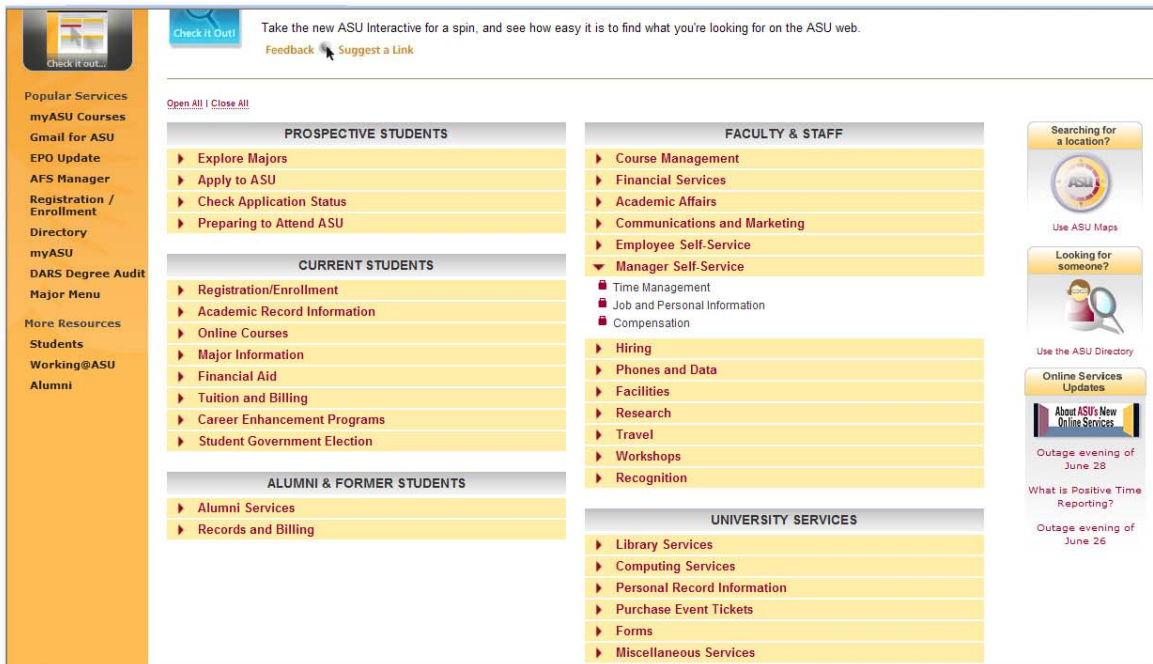 Check it out...
Check it Out!
Take the new ASU Interactive for a spin, and see how easy it is to find what you're looking for on the ASU web.
Feedback Suggest a Link
Popular Services
myASU Courses
Gmail for ASU
EPO Update
AFS Manager
Registration /
Enrollment
Directory
myASU
DARS Degree Audit
Major Menu
More Resources
Students
Working@ASU
Alumni
Open All | Close All
PROSPECTIVE STUDENTS
Explore Majors
Apply to ASU
Check Application Status
Preparing to Attend ASU
CURRENT STUDENTS
Registration/Enrollment
Academic Record Information
Online Courses
Major Information
Financial Aid
Tuition and Billing
Career Enhancement Programs
Student Government Election
ALUMNI & FORMER STUDENTS
Alumni Services
Records and Billing
FACULTY & STAFF
Course Management
Financial Services
Academic Affairs
Communications and Marketing
Employee Self-Service
Manager Self-Service
Time Management
Job and Personal Information
Compensation
Hiring
Phones and Data
Facilities
Research
Travel
Workshops
Recognition
UNIVERSITY SERVICES
Library Services
Computing Services
Personal Record Information
Purchase Event Tickets
Forms
Miscellaneous Services
Searching for
a location?
ASU
Use ASU Maps
Looking for
someone?
Use the ASU Directory
Online Services
Updates
About ASU's New
Online Services
Outage evening of
June 28
What is Positive Time
Reporting?
Outage evening of
June 26